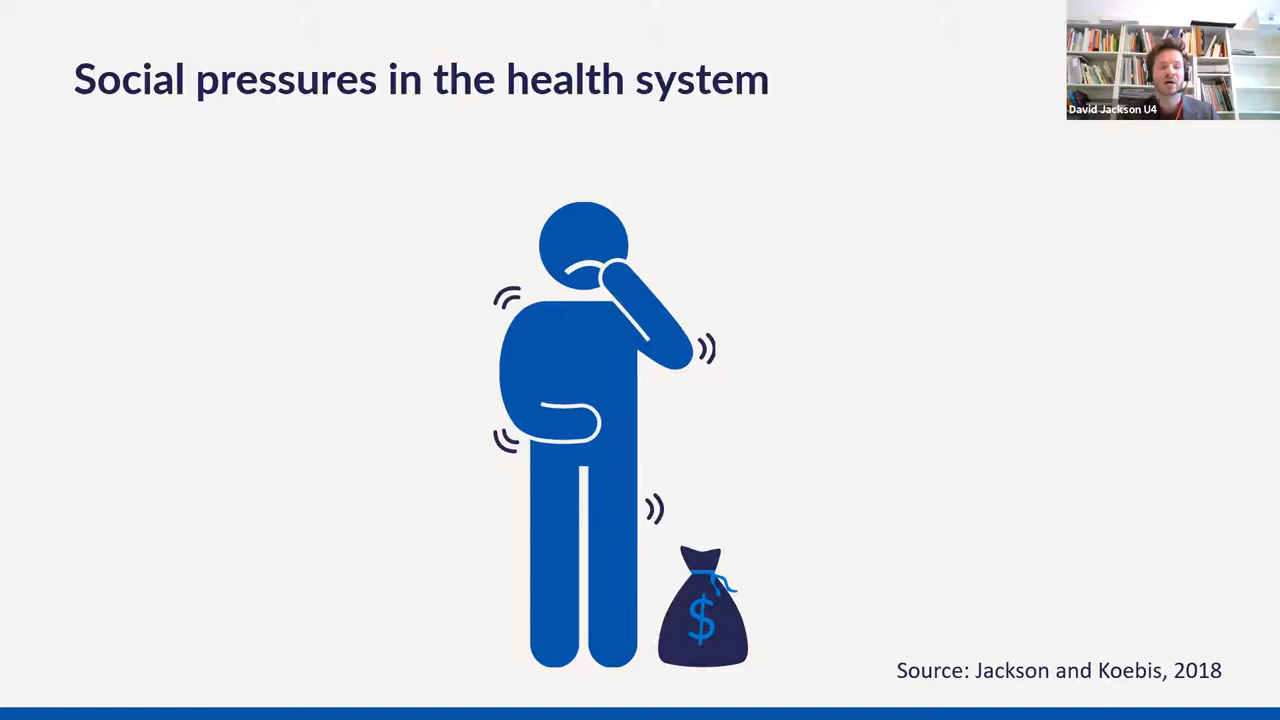 Social pressures in the health system
David Jackson U4
$
Source: Jackson and Koebis, 2018